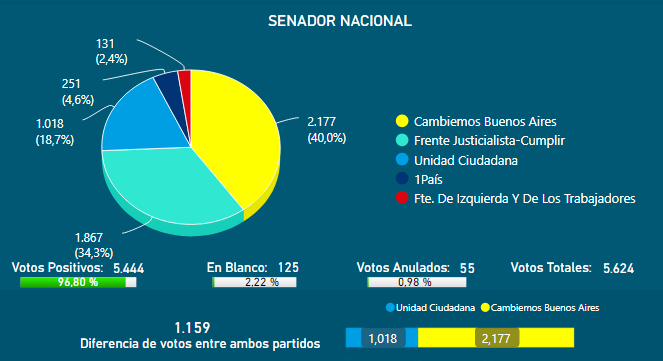 SENADOR NACIONAL
131
(2,4%)
251
(4,6%)
1.018
(18,7%)
2.177
(40,0%)
1.867
(34,3%)
Cambiemos Buenos Aires
Frente Justicialista-Cumplir
Unidad Ciudadana
1País
Fte. De Izquierda Y De Los Trabajadores
Votos Positivos: 5.444 En Blanco: 125 Votos Anulados: 55 Votos Totales: 5.624
96,80 % 2,22 % 0,98 %
Unidad Ciudadana Cambiemos Buenos Aires
1.159
Diferencia de votos entre ambos partidos
1,018 2,177